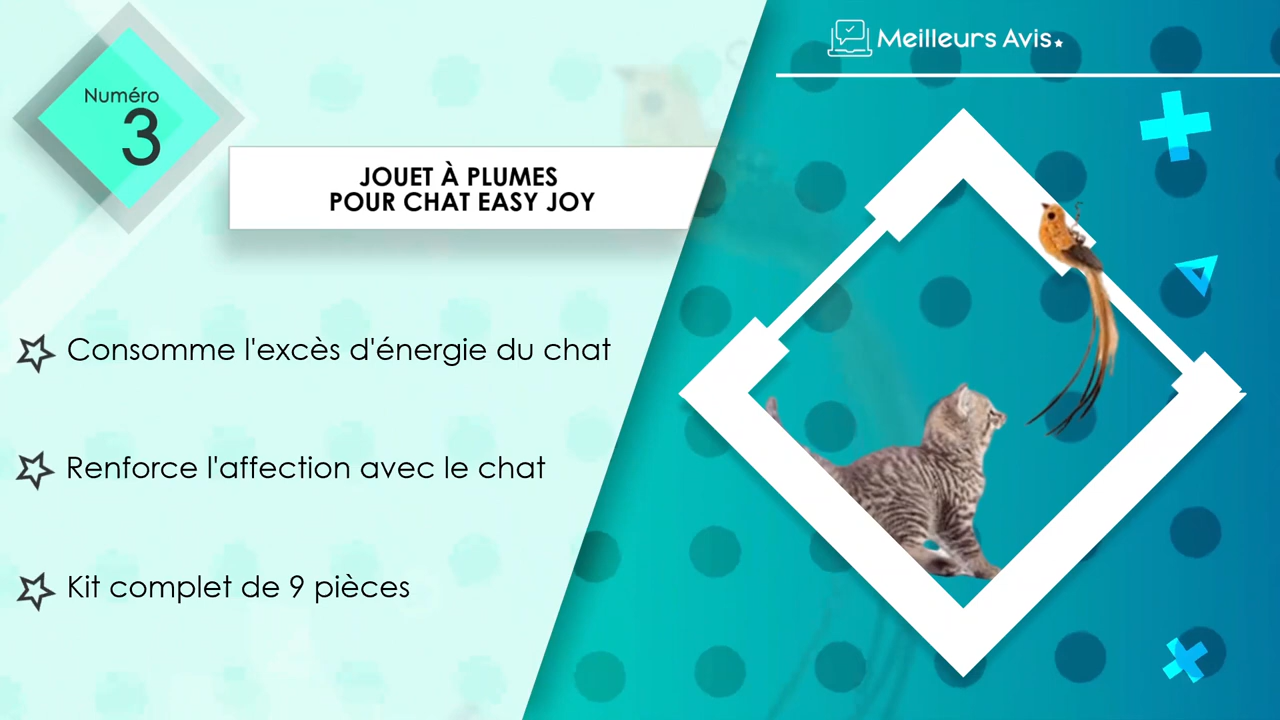 Numéro
3
Meilleurs Avis
JOUET À PLUMES
POUR CHAT EASY JOY
Consomme l'excès d'énergie du chat
Renforce l'affection avec le chat
Kit complet de 9 pièces